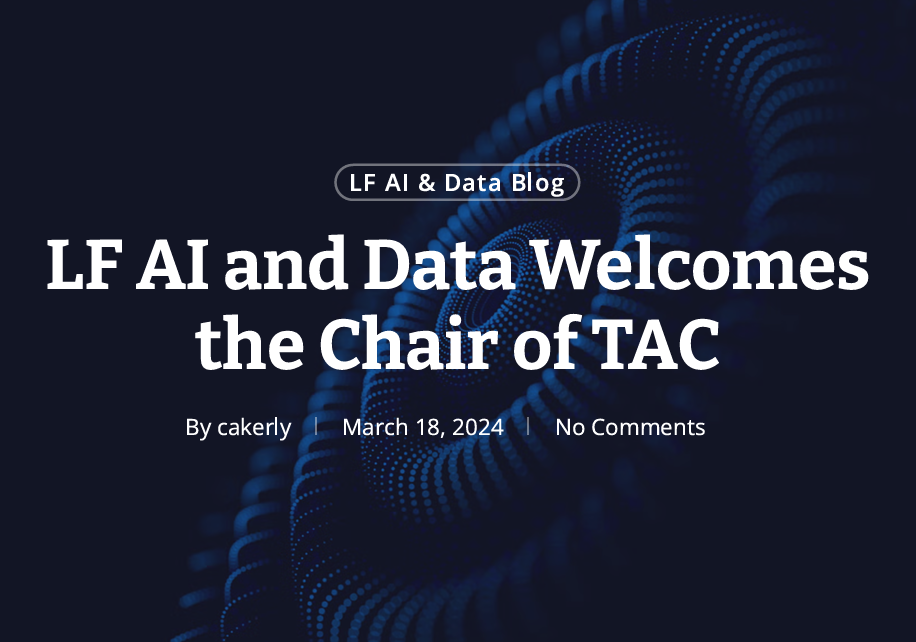 LF AI & Data Blog
LF AI and Data Welcomes
the Chair of TAC
By cakerly | March 18, 2024 | No Comments